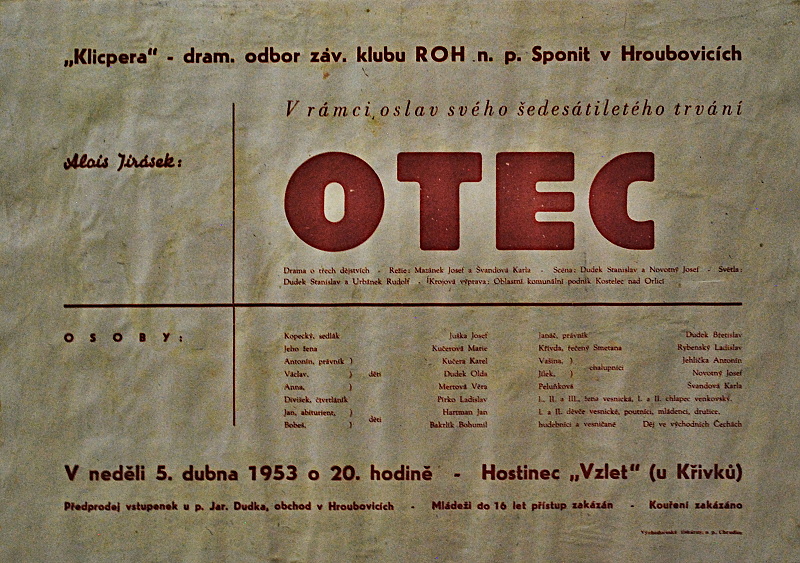 „Klicpera“ - dram. odbor záv. klubu ROH n. p. Sponit v Hroubovicích
V rámci oslav svého šedesátiletého trvání
Alois Jirásek:
OTEC
Drama o třech dějstvích - Režie: Mazánek Josef a Švandová Karla - Scéna: Dudek Stanislav a Novotný Josef - Světla:
Dudek Stanislav a Urbánek Rudolf - Krojová výprava: Oblastní komunální podnik Kostelec nad Orlicí
OSOBY:
Kopecký, sedlák Juška Josef
Jeho žena Kučerová Marie
Antonín, právník ) Kučera Karel
Václav, ) děti Dudek Olda
Anna, ) Mertová Věra
Divíšek, čtvrtláník Pirko Ladislav
Jan, abiturient, ) Hartman Jan
Bobeš, ) děti Bakrlík Bohumil
Janáč, právník Dudek Břetislav
Křivda, řečený Smetana Rybenský Ladislav
Vašina, ) Jehlička Antonín
Jílek, ) chalupníci Novotný Josef
Peluňková Švandová Karla
I., II. a III., žena vesnická, I. a II. chlapec venkovský,
I. a II. děvče vesnické, poutníci, mládenci, družice,
hudebníci a vesničané Děj ve východních Čechách
V neděli 5. dubna 1953 o 20. hodině - Hostinec „Vzlet“ (u Křivků)
Předprodej vstupenek u p. Jar. Dudka, obchod v Hroubovicích - Mládeži do 16 let přístup zakázán - Kouření zakázáno